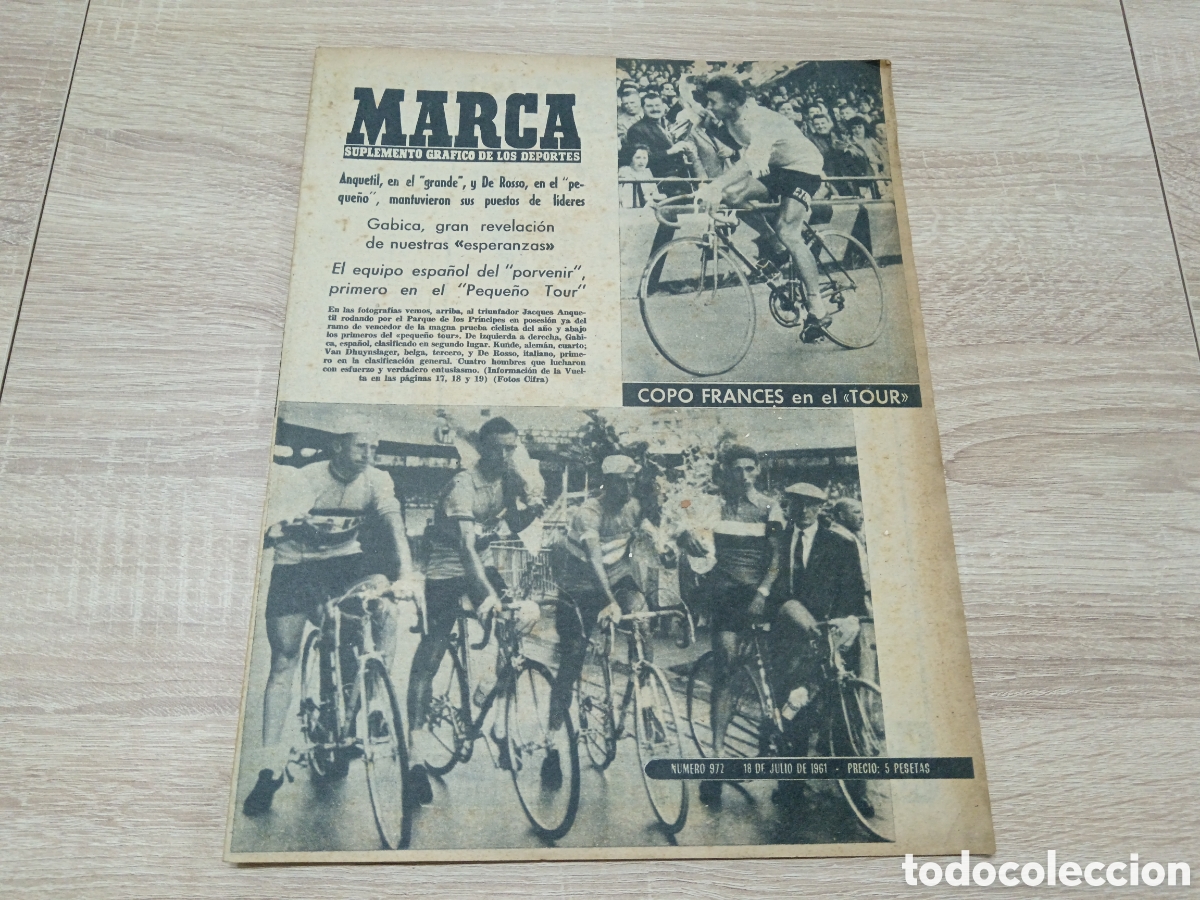 MARCA
SUPLEMENTO GRAFICO DE LOS DEPORTES
Anquetil, en el "grande", y De Rosso, en el "pe-
queño", mantuvieron sus puestos de líderes
Gabica, gran revelación
de nuestras «esperanzas»
El equipo español del "porvenir",
primero en el "Pequeño Tour"
En las fotografías vemos, arriba, al triunfador Jacques Anque-
til rodando por el Parque de los Príncipes en posesión ya del
ramo de vencedor de la magna prueba ciclista del año y abajo
los primeros del «pequeño tour». De izquierda a derecha, Gabi-
ca, español, clasificado en segundo lugar. Kunde, alemán, cuarto;
Van Dhuynslager, belga, tercero, y De Rosso, italiano, prime-
ro en la clasificación general. Cuatro hombres que lucharon
con esfuerzo y verdadero entusiasmo. (Información de la Vuel-
ta en las páginas 17, 18 y 19) (Fotos Cifra)
COPO FRANCES en el «TOUR»
NUMERO 972 18 DE JULIO DE 1961 - PRECIO: 5 PESETAS
todocoleccion